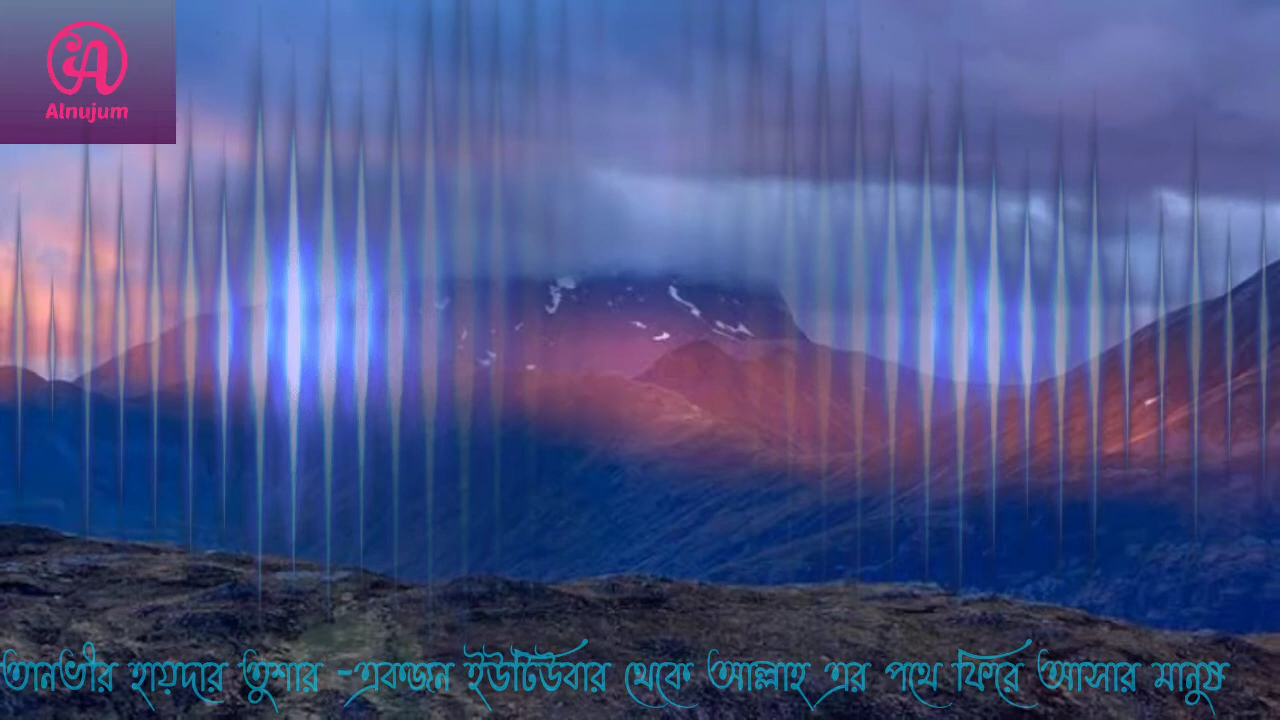 Alnujum
তানভীর হায়দার তুশার -একজন ইউটিউবার থেকে আল্লাহ এর পথে ফিরে আসার মানুষ